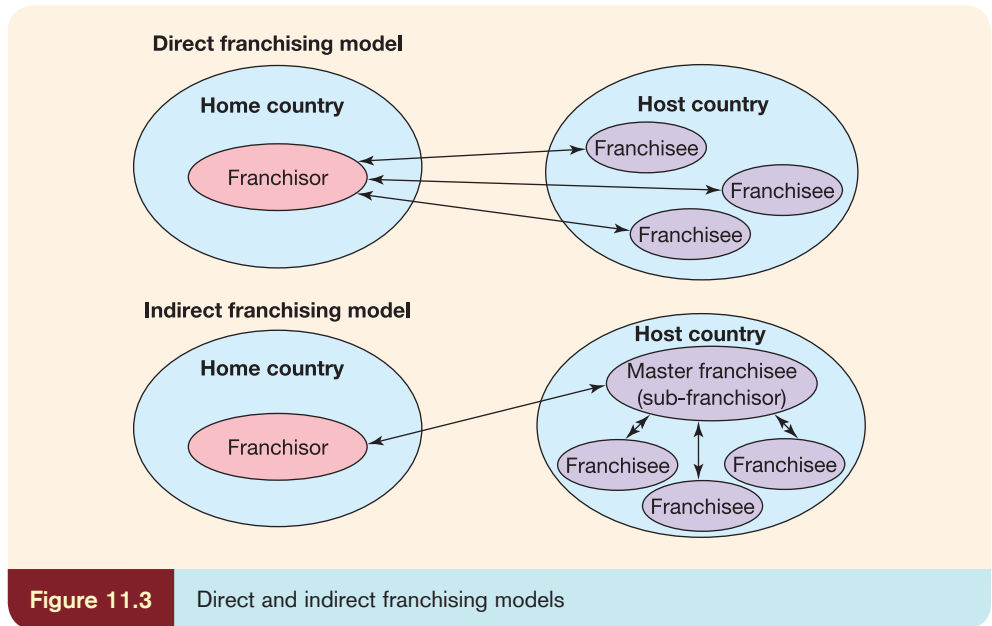 Direct franchising model
Home country
Franchisor
Host country
Franchisee
Franchisee
Franchisee
Indirect franchising model
Home country
Franchisor
Host country
Master franchisee
(sub-franchisor)
Franchisee
Franchisee
Franchisee
Figure 11.3 Direct and indirect franchising models